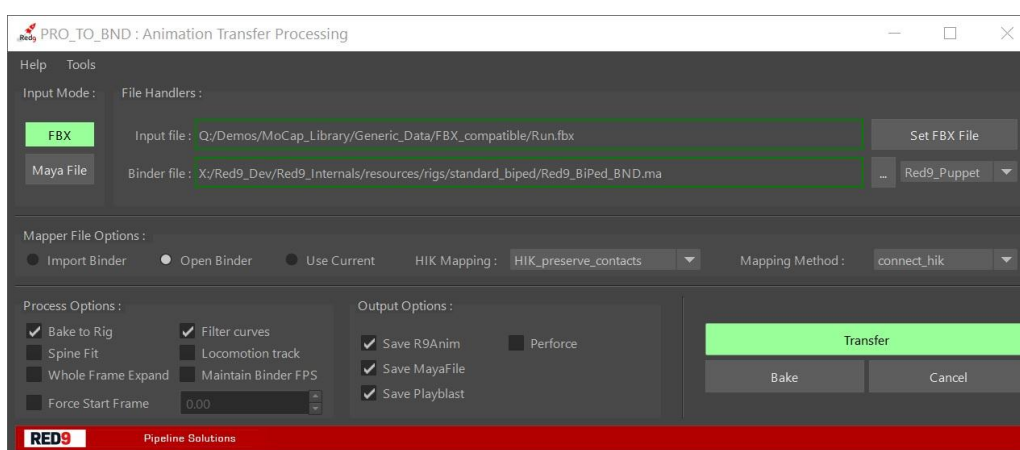 Red9 PRO_TO_BND : Animation Transfer Processing
Help Tools
Input Mode : File Handlers :
FBX Input file : Q:/Demos/MoCap_Library/Generic_Data/FBX_compatible/Run.fbx Set FBX File
Maya File Binder file : X:/Red9_Dev/Red9_Internals/resources/rigs/standard_biped/Red9_BiPed_BND.ma ... Red9_Puppet
Mapper File Options :
Import Binder Open Binder Use Current HIK Mapping : HIK_preserve_contacts Mapping Method : connect_hik
Process Options : Output Options :
Bake to Rig Filter curves
Save R9Anim Perforce Transfer
Spine Fit Locomotion track
Save MayaFile
Whole Frame Expand Maintain Binder FPS Bake Cancel
Save Playblast
Force Start Frame 0.00
RED9 Pipeline Solutions